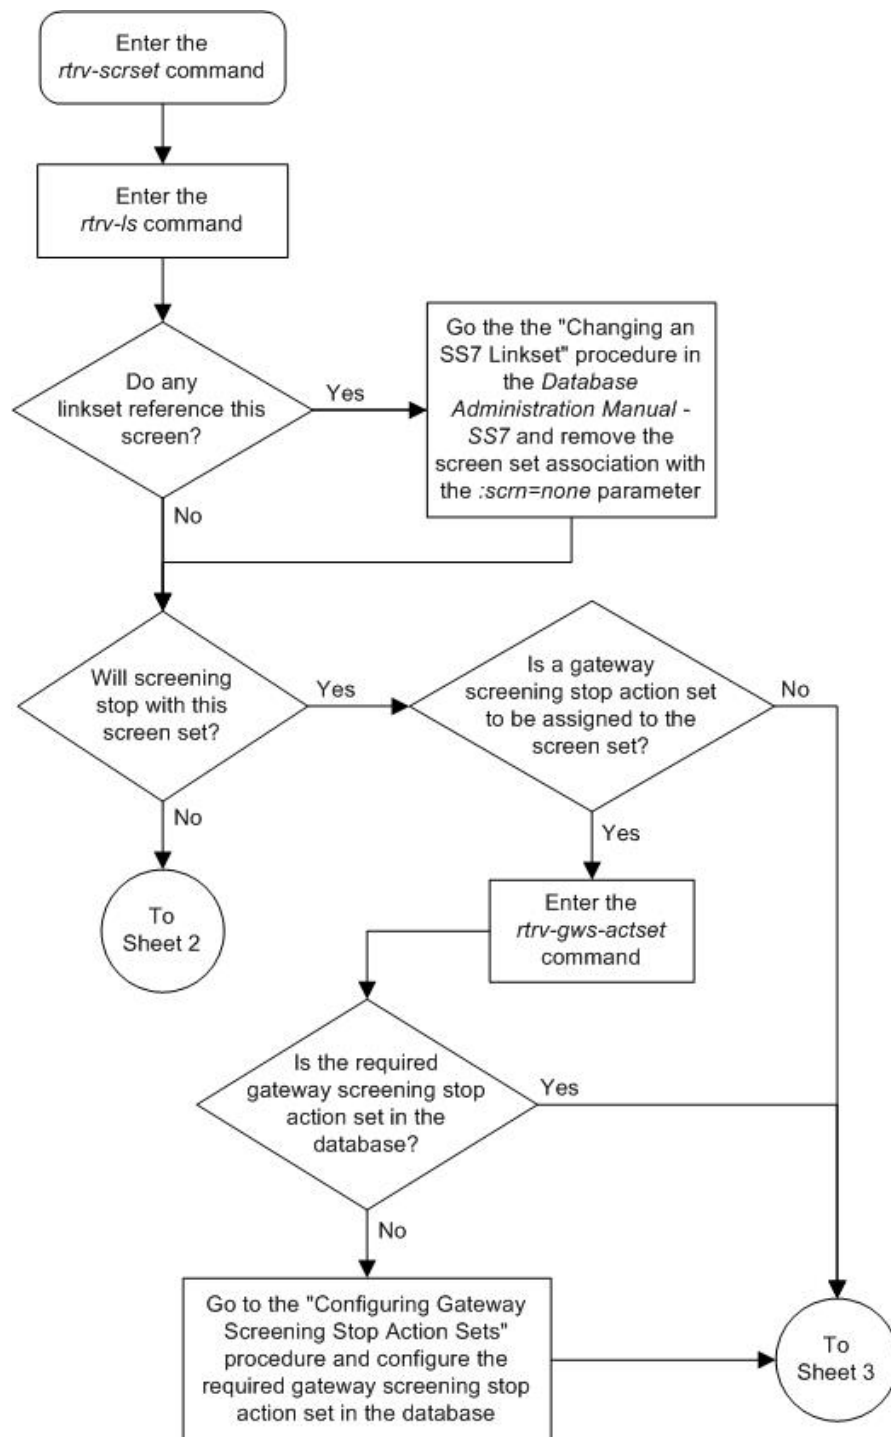 Enter the
rtrv-scrset command
Enter the
rtrv-ls command
Do any
linkset reference this
screen?
Yes
Go the the "Changing an
SS7 Linkset" procedure in
the Database
Administration Manual -
SS7 and remove the
screen set association with
the :scrn=none parameter
No
Will screening
stop with this
screen set?
Yes
Is a gateway
screening stop action set
to be assigned to the
screen set?
No
No
Yes
To
Sheet 2
Enter the
rtrv-gws-actset
command
Is the required
gateway screening stop
action set in the
database?
Yes
No
Go to the "Configuring Gateway
Screening Stop Action Sets"
procedure and configure the
required gateway screening stop
action set in the database
To
Sheet 3